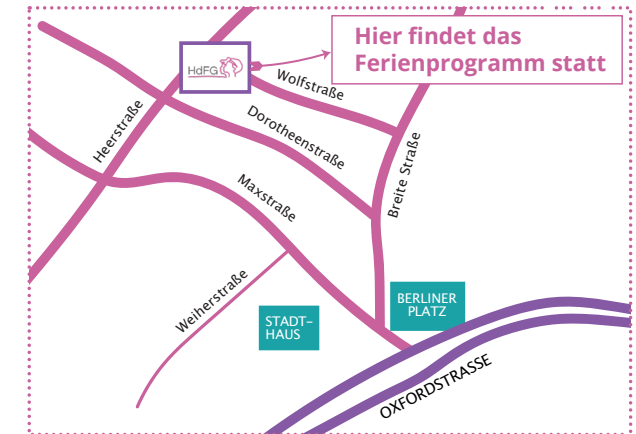 Hier findet das
Ferienprogramm statt
HdFG
Wolfstraße
Dorotheenstraße
Heerstraße
Breite Straße
Maxstraße
Weiherstraße
STADT-
HAUS
BERLINER
PLATZ
OXFORDSTRASSE